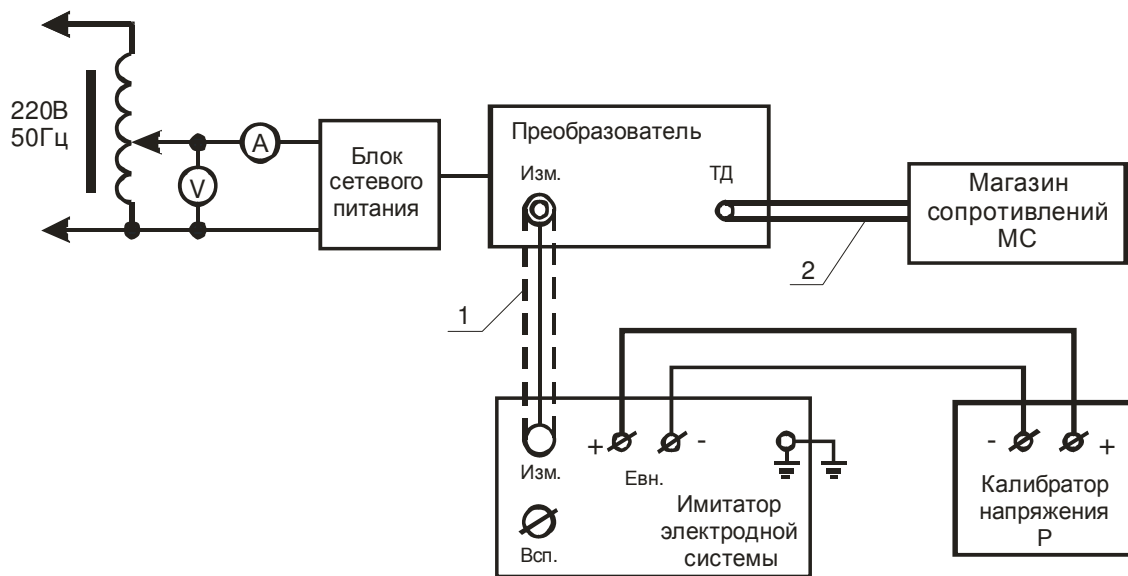 220В
50Гц
A
V
Блок
сетевого
питания
Преобразователь
Изм.
ТД
Магазин
сопротивлений
МС
1
2
+
-
Изм.
Евн.
Всп.
Имитатор
электродной
системы
-
+
Калибратор
напряжения
Р